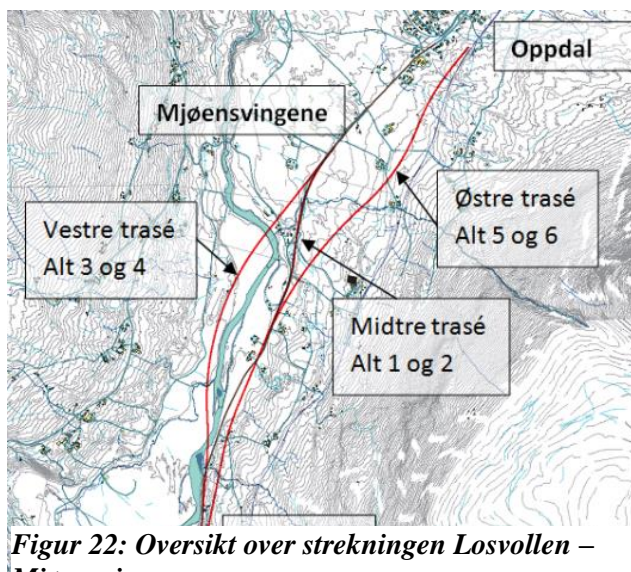 Oppdal
Mjøensvingene
Østre trasé
Alt 5 og 6
Vestre trasé
Alt 3 og 4
Midtre trasé
Alt 1 og 2
Figur 22: Oversikt over strekningen Losvollen –